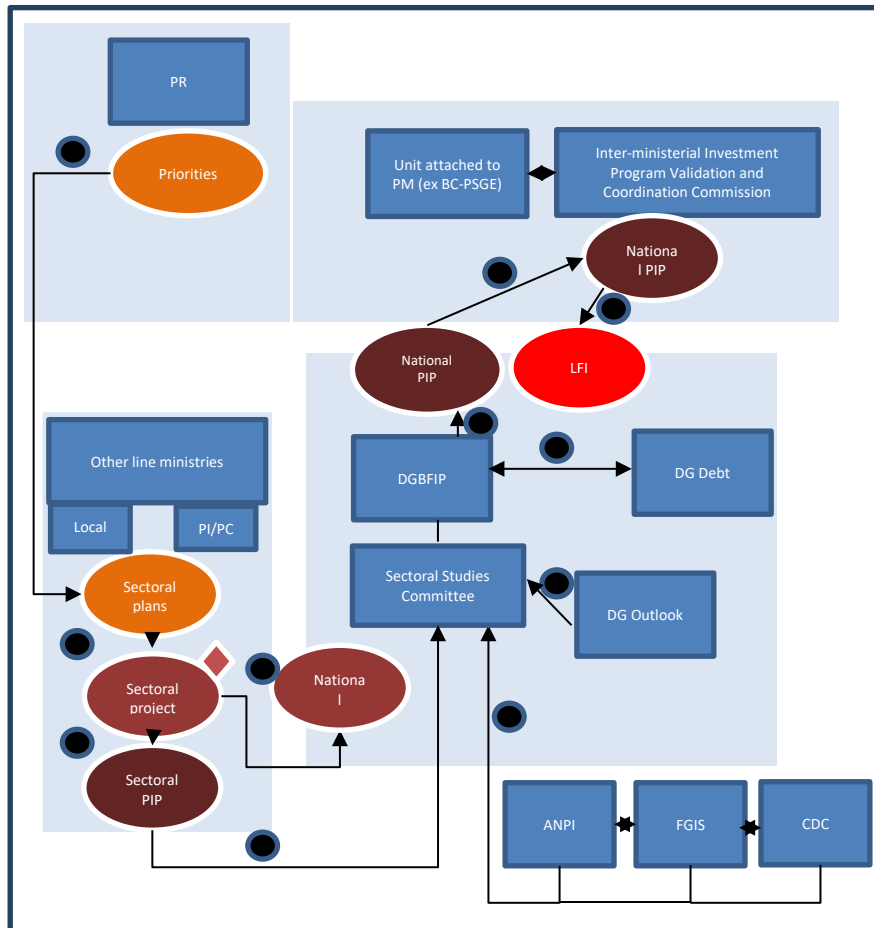 PR
Priorities
Unit attached to
PM (ex BC-PSGE)
Inter-ministerial Investment
Program Validation and
Coordination Commission
Nationa
l PIP
National
PIP
LFI
Other line ministries
Local
PI/PC
DGBFIP
DG Debt
Sectoral
plans
Sectoral Studies
Committee
DG Outlook
Sectoral
project
Nationa
l
Sectoral
PIP
ANPI
FGIS
CDC